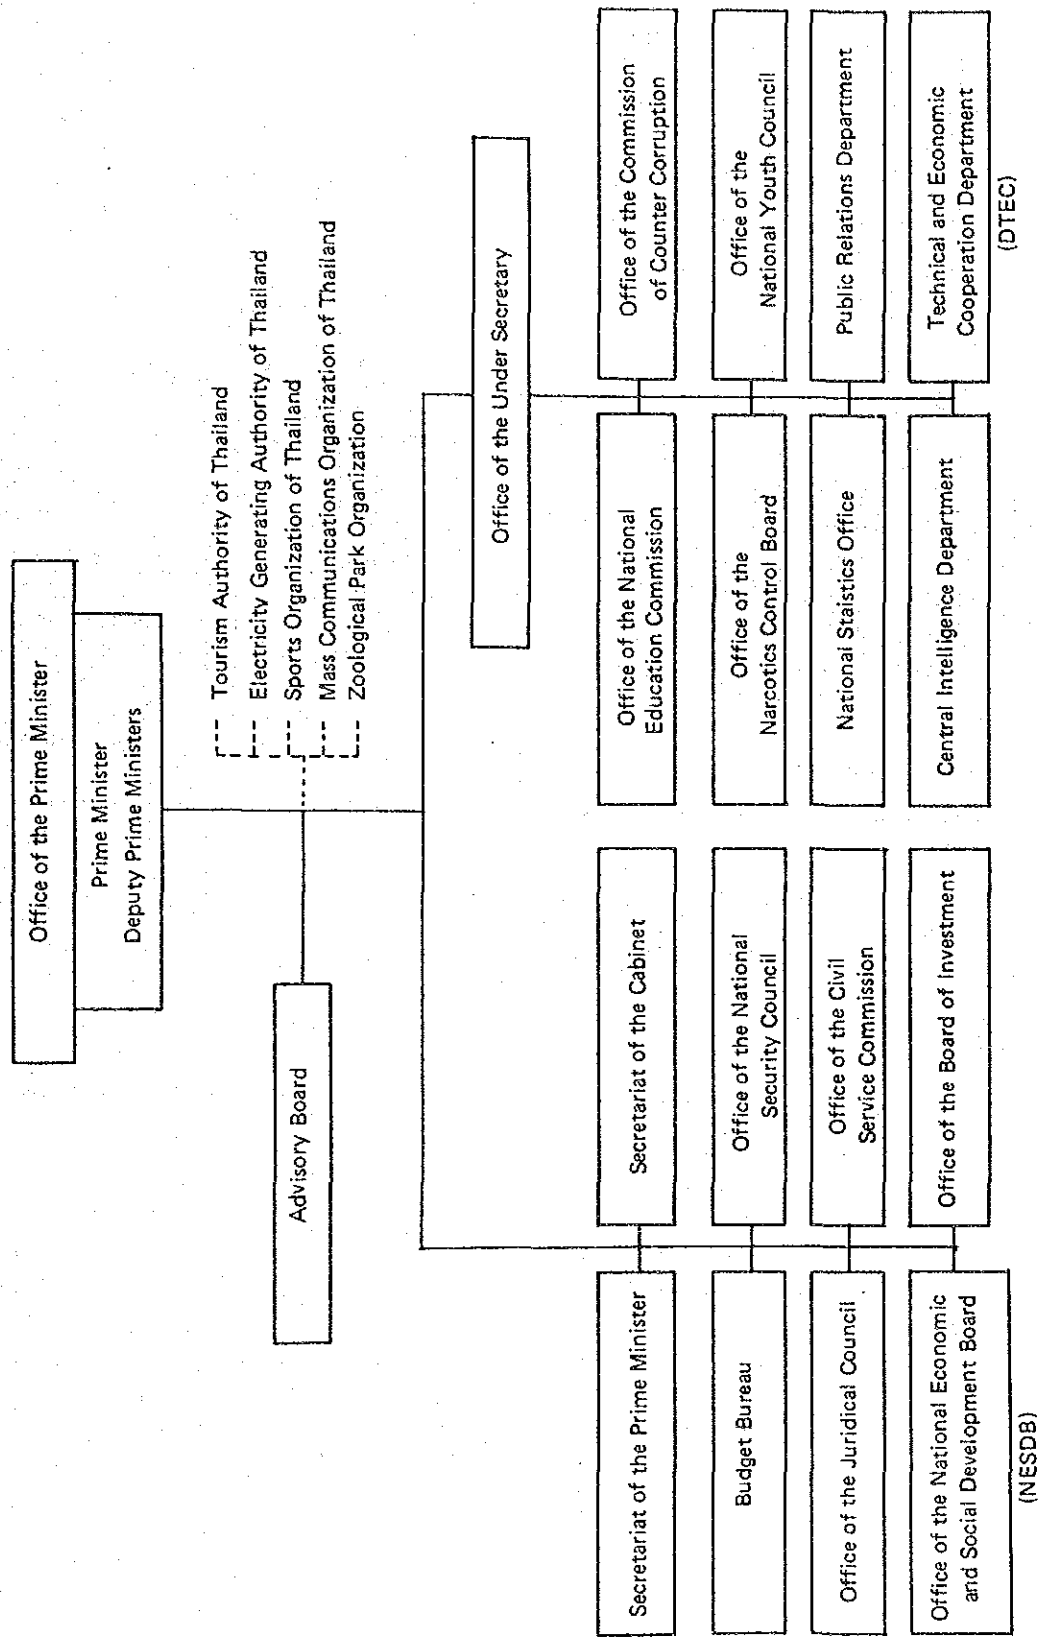 Office of the Prime Minister
Prime Minister
Deputy Prime Ministers
Tourism Authority of Thailand
Electricity Generating Authority of Thailand
Sports Organization of Thailand
Mass Communications Organization of Thailand
Zoological Park Organization
Advisory Board
Office of the Under Secretary
Secretariat of the Prime Minister
Secretariat of the Cabinet
Office of the National
Education Commission
Office of the Commission
of Counter Corruption
Budget Bureau
Office of the National
Security Council
Office of the
Narcotics Control Board
Office of the
National Youth Council
Office of the Juridical Council
Office of the Civil
Service Commission
National Staistics Office
Public Relations Department
Office of the National Economic
and Social Development Board
(NESDB)
Office of the Board of Investment
Central Intelligence Department
Technical and Economic
Cooperation Department
(DTEC)